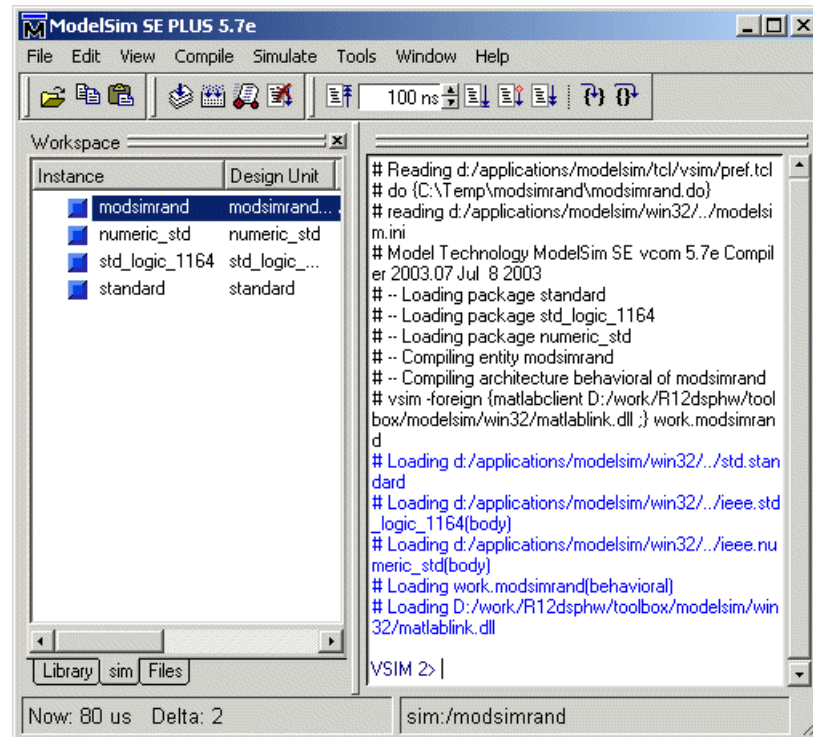 ModelSim SE PLUS 5.7e
File Edit View Compile Simulate Tools Window Help
100 ns
Workspace
Instance Design Unit
modsimrand modsimrand...
numeric_std numeric_std
std_logic_1164 std_logic_...
standard standard
# Reading d:/applications/modelsim/tcl/vsim/pref.tcl
# do {C:\Temp\modsimrand\modsimrand.do}
# reading d:/applications/modelsim/win32/../modelsi
m.ini
# Model Technology ModelSim SE vcom 5.7e Compil
er 2003.07 Jul  8 2003
# -- Loading package standard
# -- Loading package std_logic_1164
# -- Loading package numeric_std
# -- Compiling entity modsimrand
# -- Compiling architecture behavioral of modsimrand
# vsim -foreign {matlabclient D:/work/R12dsphw/tool
box/modelsim/win32/matlablink.dll ;} work.modsimran
d
# Loading d:/applications/modelsim/win32/../std.stan
dard
# Loading d:/applications/modelsim/win32/../ieee.std
_logic_1164(body)
# Loading d:/applications/modelsim/win32/../ieee.nu
meric_std(body)
# Loading work.modsimrand(behavioral)
# Loading D:/work/R12dsphw/toolbox/modelsim/win
32/matlablink.dll
VSIM 2>
Library sim Files
Now: 80 us Delta: 2 sim:/modsimrand